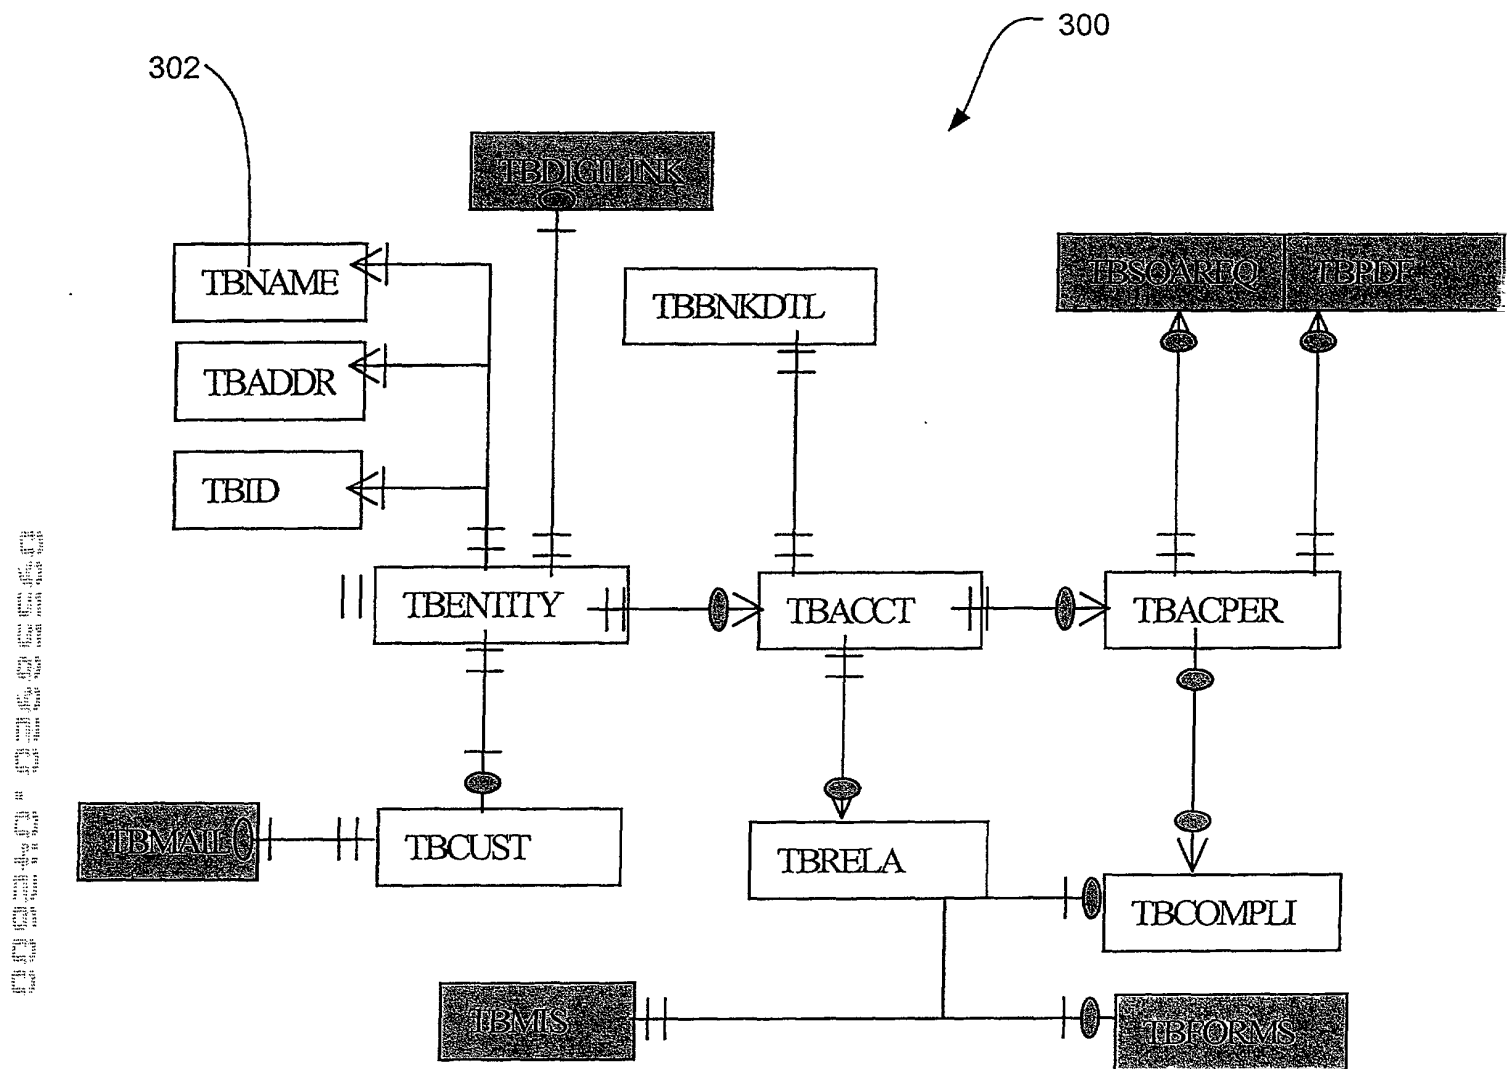 300
302
TBDIGILINK
TBNAME
TBSOAREQ
TBPDF
TBBNKDTL
TBADDR
TBID
TBENTITY
TBACCT
TBACPER
TBMAIL
TBCUST
TBRELA
TBCOMPLI
TBMIS
TBFORMS